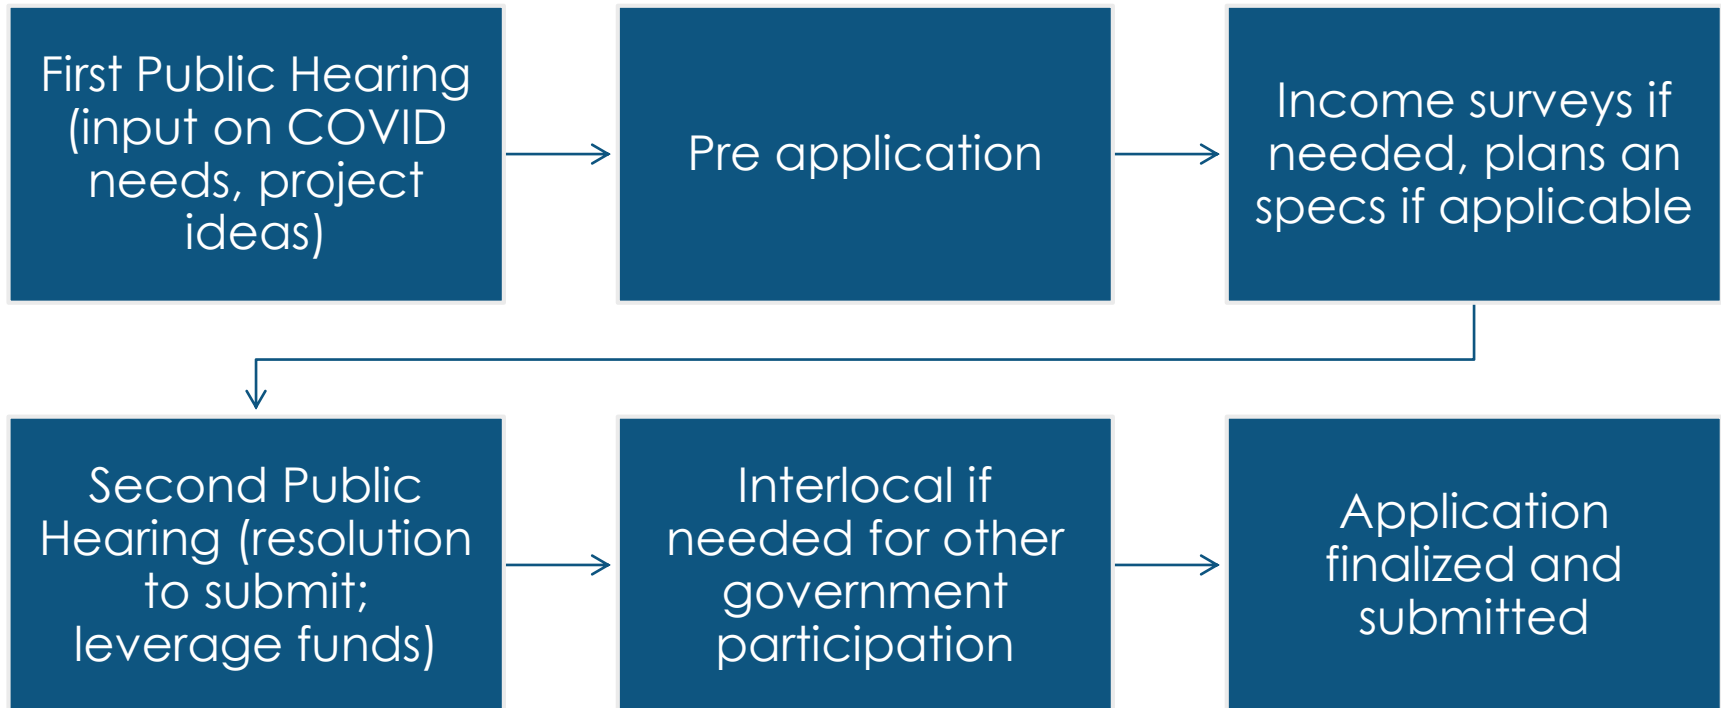 First Public Hearing
(input on COVID
needs, project
ideas)
Pre application
Income surveys if
needed, plans an
specs if applicable
Second Public
Hearing (resolution
to submit;
leverage funds)
Interlocal if
needed for other
government
participation
Application
finalized and
submitted